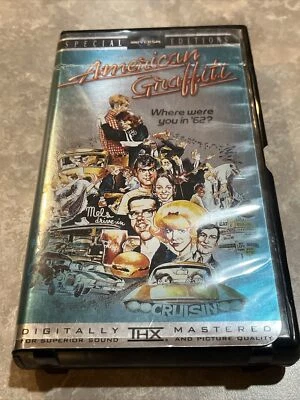 SPECIAL UNIVERSAL EDITIONS
American
Graffiti
Where were
you in '62?
Mel's
drive-in
CRUISIN'
DIGITALLY THX MASTERED
FOR SUPERIOR SOUND AND PICTURE QUALITY